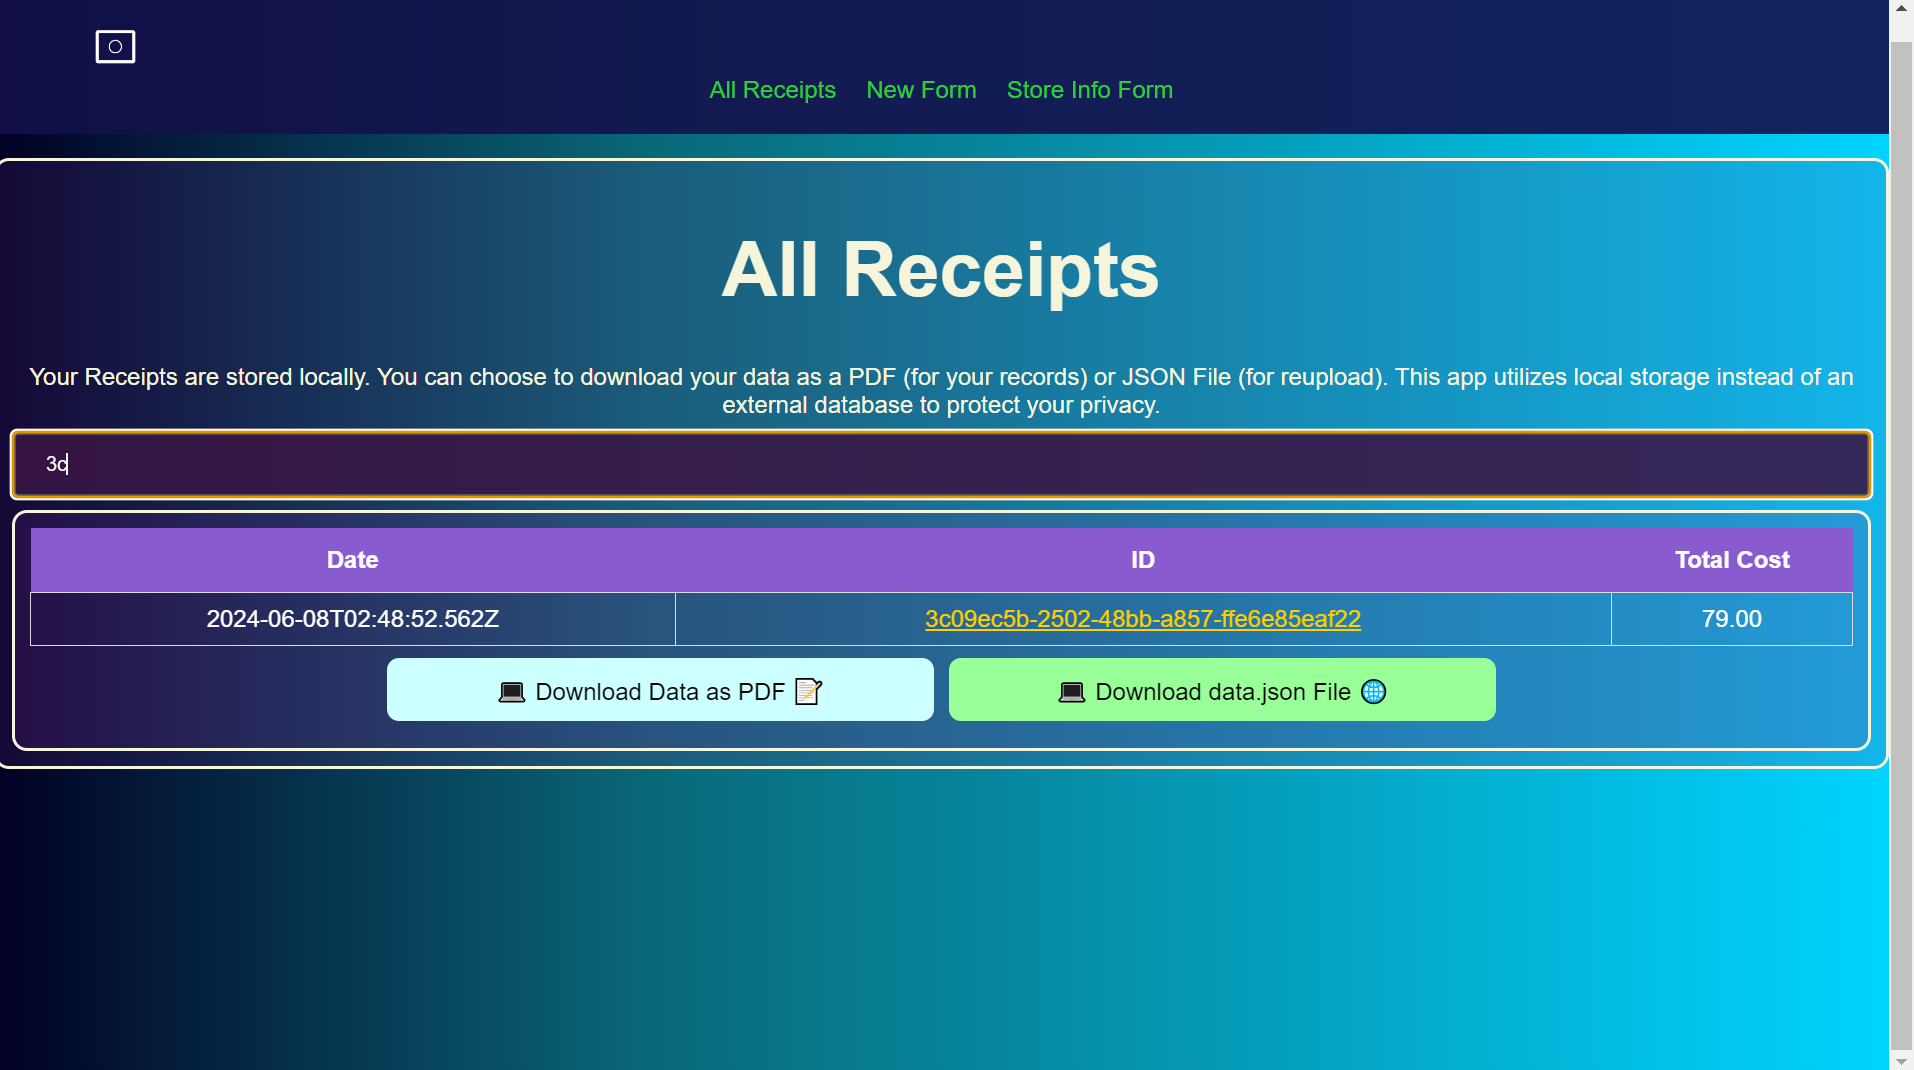 All Receipts New Form Store Info Form
All Receipts
Your Receipts are stored locally. You can choose to download your data as a PDF (for your records) or JSON File (for reupload). This app utilizes local storage instead of an
external database to protect your privacy.
3c
Date ID Total Cost
2024-06-08T02:48:52.562Z 3c09ec5b-2502-48bb-a857-ffe6e85eaf22 79.00
💻 Download Data as PDF 📝 💻 Download data.json File 🌐